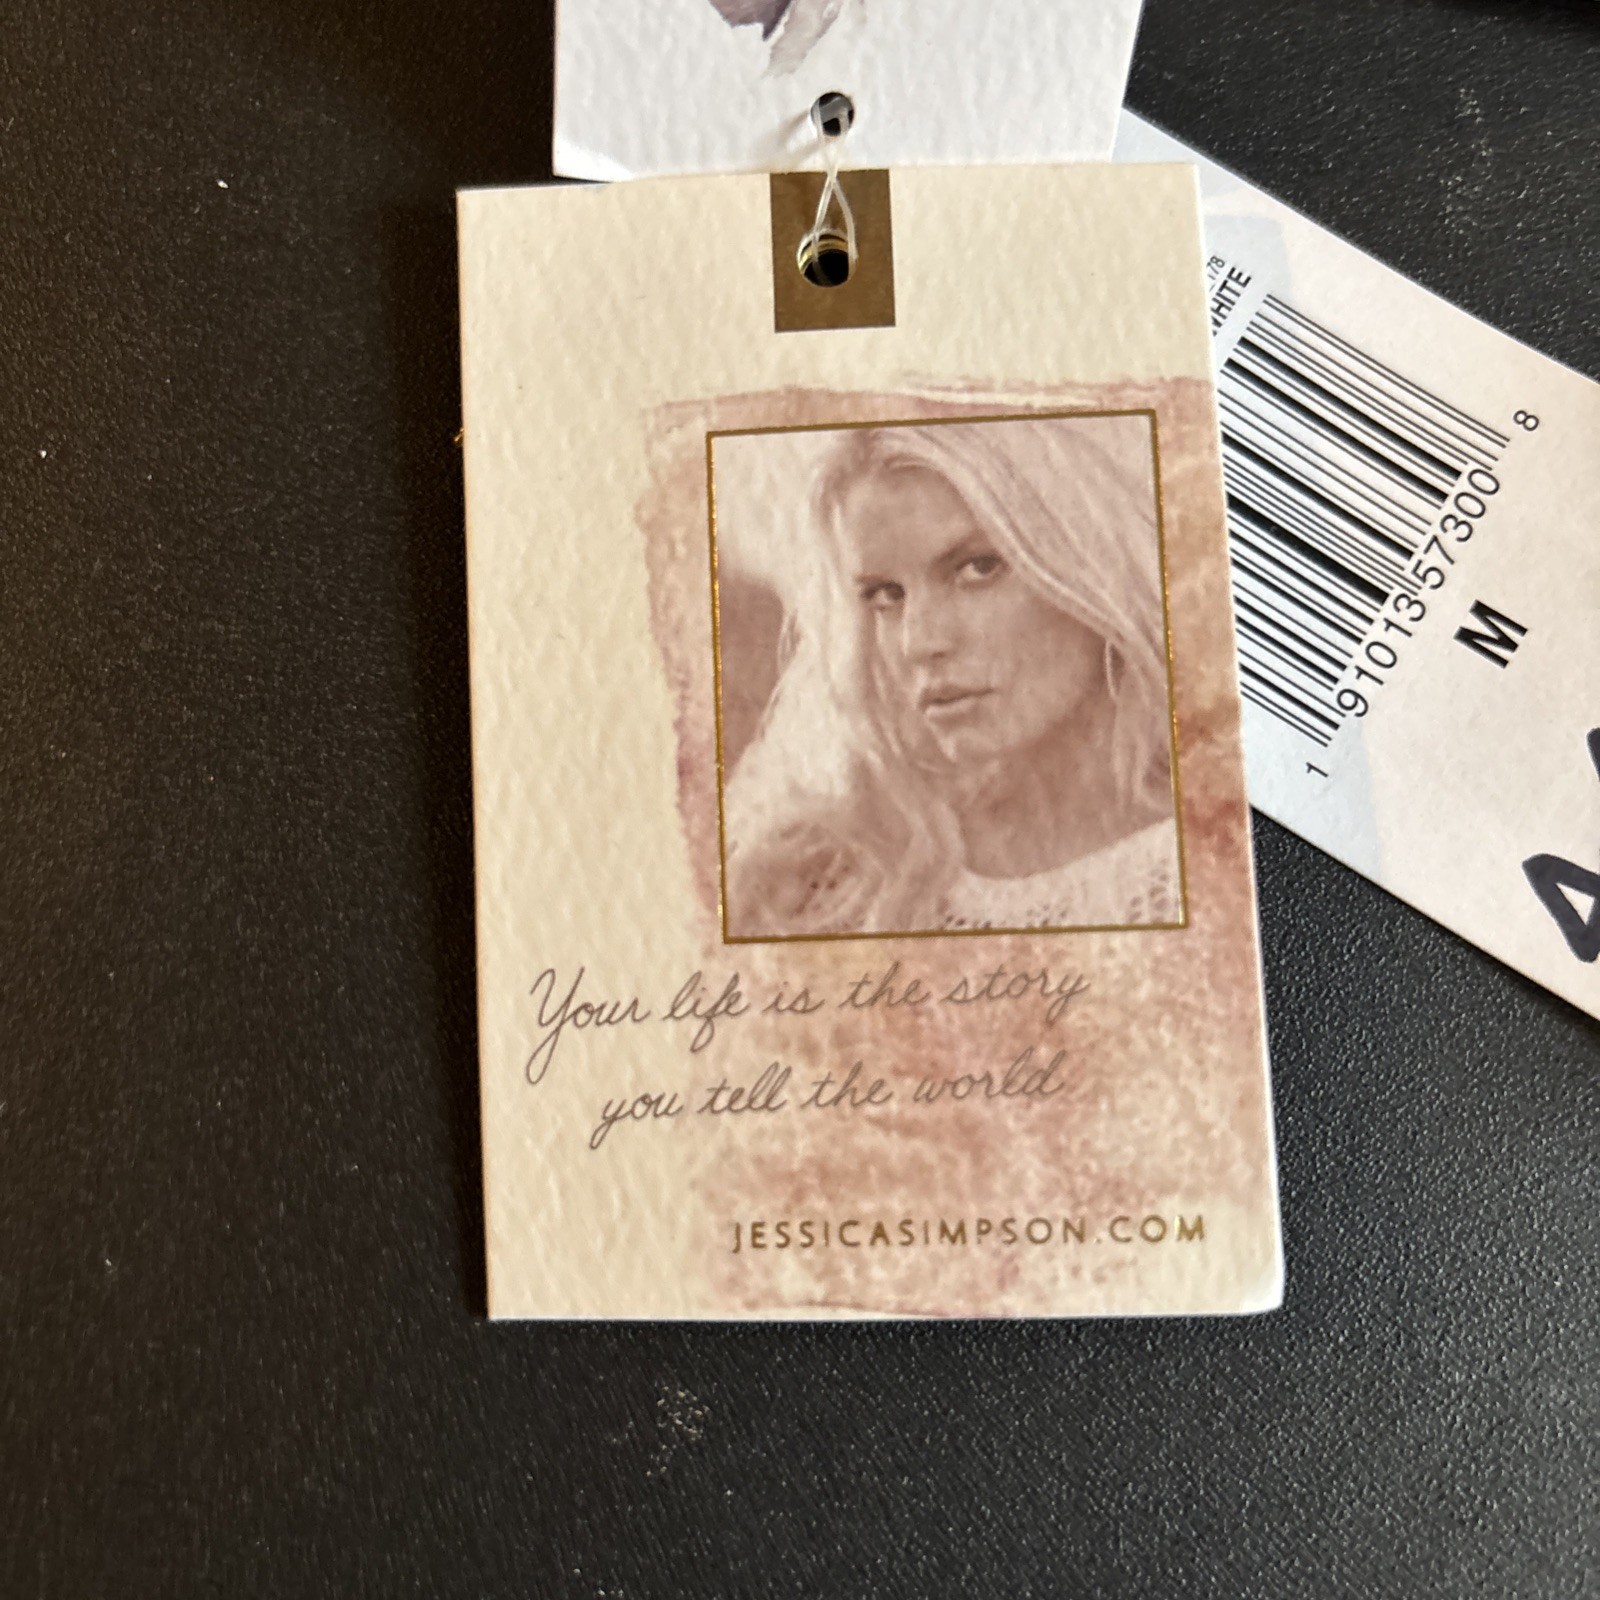 Your life is the story
you tell the world
JESSICASIMPSON.COM
WHITE
1 91013 57300 8
M